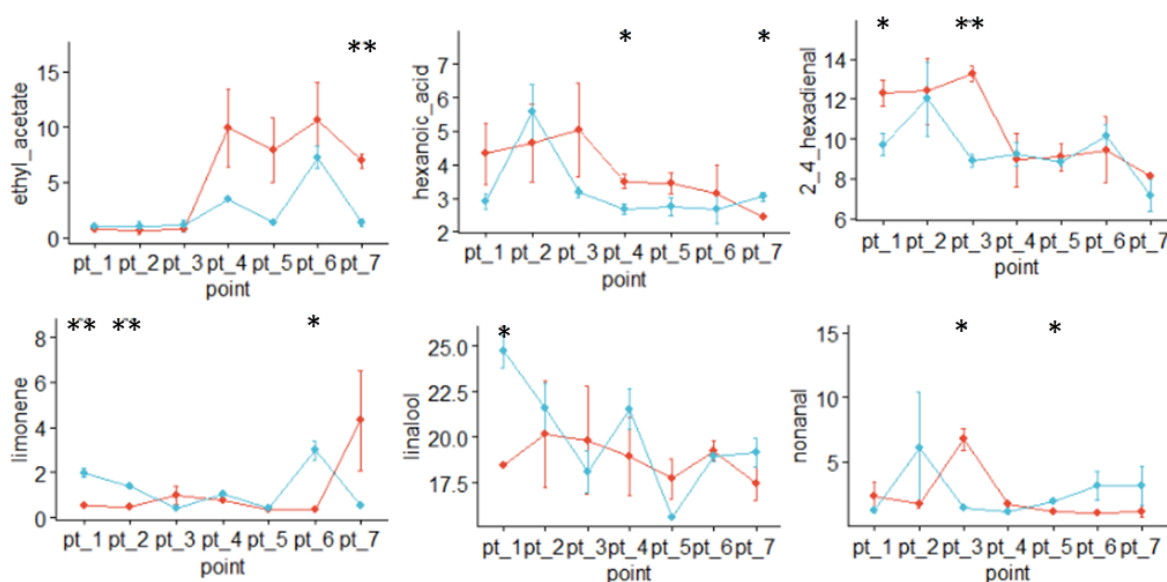 **
15
10
5
0
ethyl_acetate
pt_1 pt_2 pt_3 pt_4 pt_5 pt_6 pt_7
point
* *
7
6
5
4
3
2
hexanoic_acid
pt_1 pt_2 pt_3 pt_4 pt_5 pt_6 pt_7
point
* **
14
12
10
8
6
2_4_hexadienal
pt_1 pt_2 pt_3 pt_4 pt_5 pt_6 pt_7
point
** ** *
8
6
4
2
0
limonene
pt_1 pt_2 pt_3 pt_4 pt_5 pt_6 pt_7
point
*
25.0
22.5
20.0
17.5
linalool
pt_1 pt_2 pt_3 pt_4 pt_5 pt_6 pt_7
point
* *
15
10
5
nonanal
pt_1 pt_2 pt_3 pt_4 pt_5 pt_6 pt_7
point